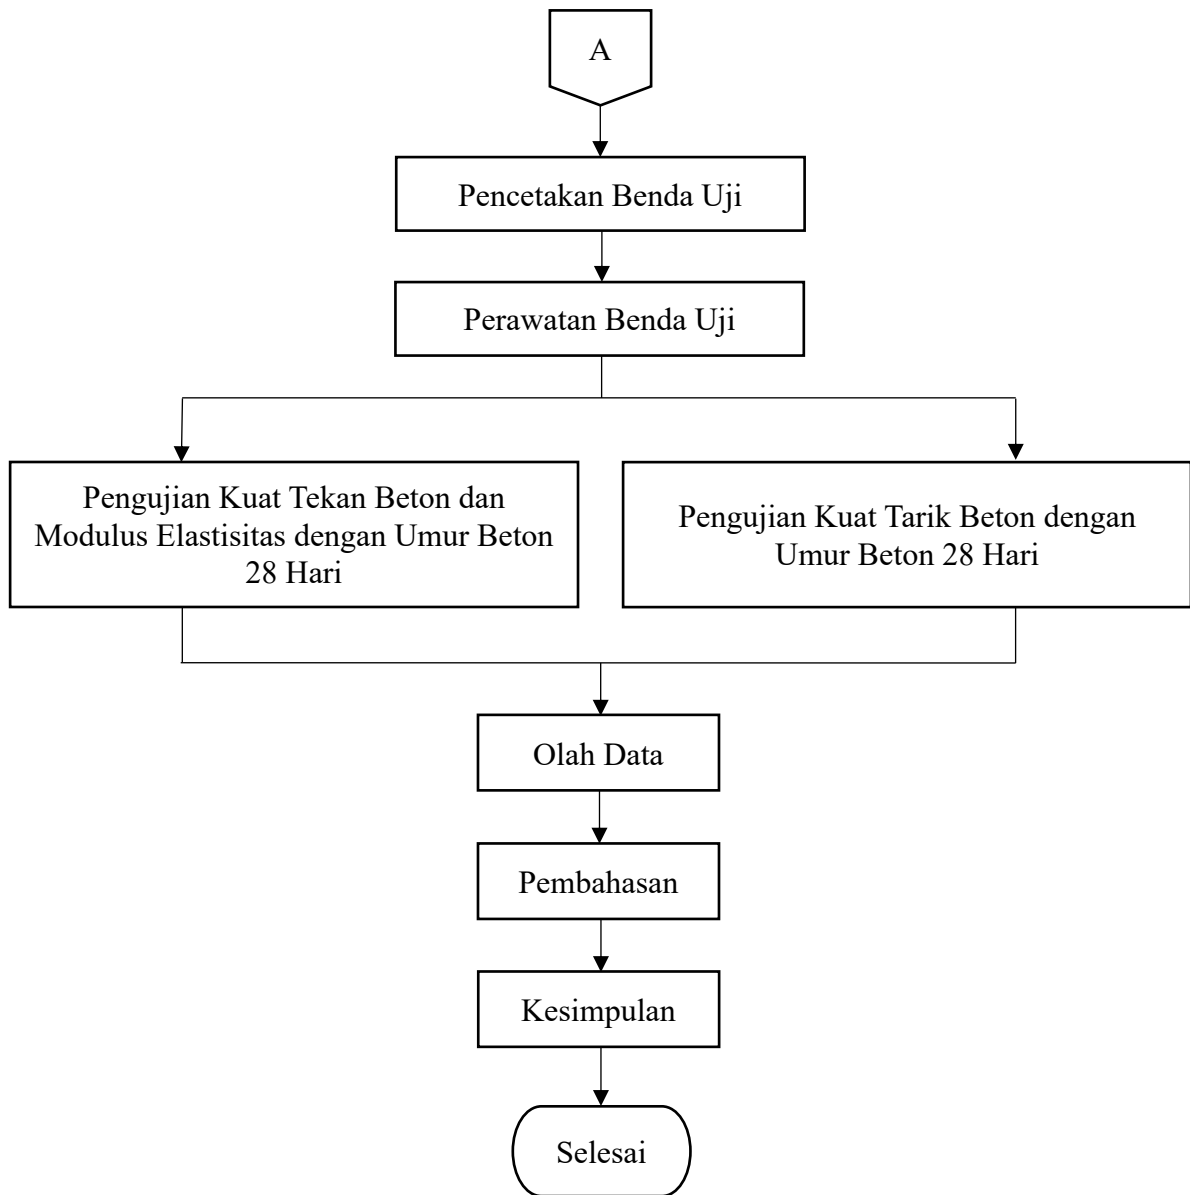 A
Pencetakan Benda Uji
Perawatan Benda Uji
Pengujian Kuat Tekan Beton dan
Modulus Elastisitas dengan Umur Beton
28 Hari
Pengujian Kuat Tarik Beton dengan
Umur Beton 28 Hari
Olah Data
Pembahasan
Kesimpulan
Selesai